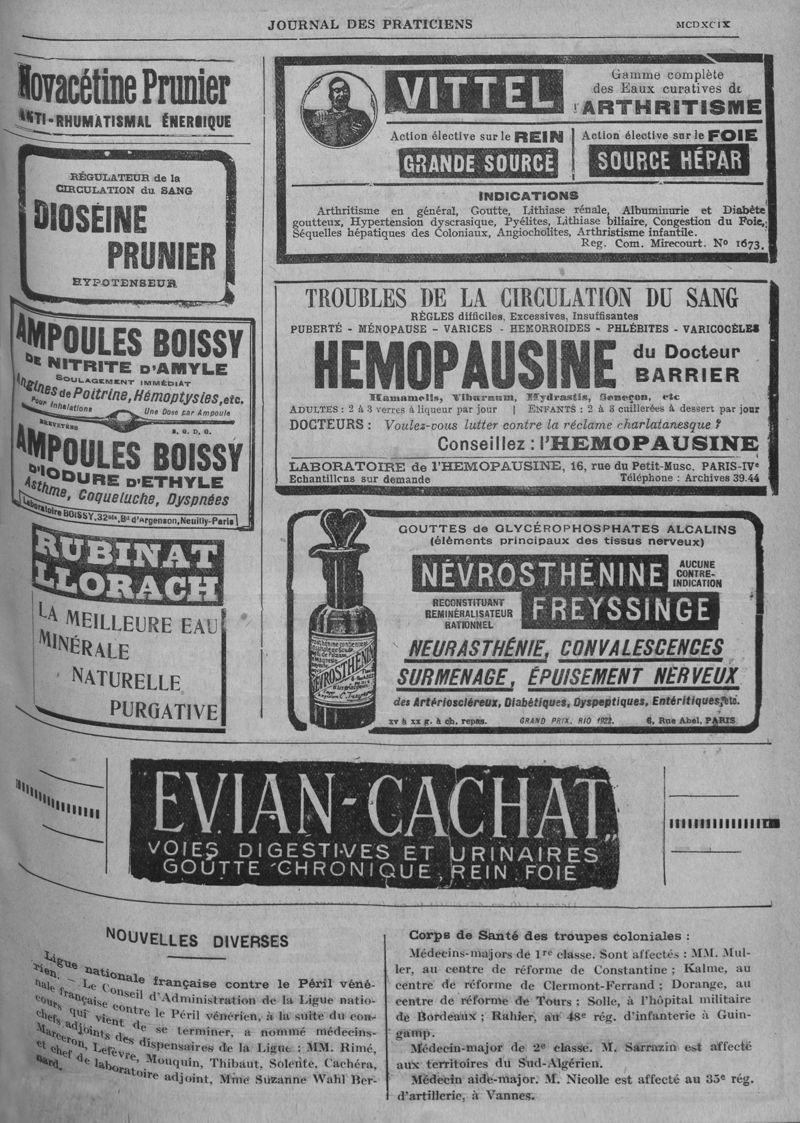 JOURNAL DES PRATICIENS
MCDXCIX
Novacétine Prunier
ANTI-RHUMATISMAL ÉNERGIQUE
RÉGULATEUR de la
CIRCULATION du SANG
DIOSÉINE
PRUNIER
HYPOTENSEUR
AMPOULES BOISSY
DE NITRITE D'AMYLE
SOULAGEMENT IMMÉDIAT
Angines de Poitrine, Hémoptysies, etc.
Pour Inhalations Une Dose par Ampoule
BREVETÉES S. G. D. G.
AMPOULES BOISSY
D'IODURE D'ETHYLE
Asthme, Coqueluche, Dyspnées
Laboratoire BOISSY, 32bis, Bd d'Argenson, Neuilly-Paris
RUBINAT
LLORACH
LA MEILLEURE EAU
MINÉRALE
NATURELLE
PURGATIVE
VITTEL
Gamme complète
des Eaux curatives de
l'ARTHRITISME
Action élective sur le REIN
GRANDE SOURCE
Action élective sur le FOIE
SOURCE HÉPAR
INDICATIONS
Arthritisme en général, Goutte, Lithiase rénale, Albuminurie et Diabète
goutteux, Hypertension dyscrasique, Pyélites, Lithiase biliaire, Congestion du Foie,
Séquelles hépatiques des Coloniaux, Angiocholites, Arthristisme infantile.
Reg. Com. Mirecourt. No 1673.
TROUBLES DE LA CIRCULATION DU SANG
RÈGLES difficiles, Excessives, Insuffisantes
PUBERTÉ - MÉNOPAUSE - VARICES - HEMORROIDES - PHLÉBITES - VARICOCÈLES
HEMOPAUSINE du Docteur
BARRIER
Hamamelis, Viburnum, Hydrastis, Seneçon, etc
ADULTES : 2 à 3 verres à liqueur par jour | ENFANTS : 2 à 3 cuillerées à dessert par jour
DOCTEURS : Voulez-vous lutter contre la réclame charlatanesque ?
Conseillez : l'HEMOPAUSINE
LABORATOIRE de l'HEMOPAUSINE, 16, rue du Petit-Musc. PARIS-IVe
Echantillons sur demande Téléphone : Archives 39.44
GOUTTES DE GLYCÉROPHOSPHATES ALCALINS
(éléments principaux des tissus nerveux)
NÉVROSTHÉNINE
AUCUNE
CONTRE-
INDICATION
RECONSTITUANT
REMINÉRALISATEUR
RATIONNEL
FREYSSINGE
NÉVROSTHÉNINE
NEURASTHÉNIE, CONVALESCENCES
SURMENAGE, ÉPUISEMENT NERVEUX
des Artérioscléreux, Diabétiques, Dyspeptiques, Entéritiques, etc.
XV à XX g. à ch. repas. GRAND PRIX. RIO 1922. 6, Rue Abel, PARIS
EVIAN-CACHAT
VOIES DIGESTIVES ET URINAIRES
GOUTTE CHRONIQUE, REIN, FOIE
NOUVELLES DIVERSES
Ligue nationale française contre le Péril véné-
rien. — Le Conseil d'Administration de la Ligue natio-
nale française contre le Péril vénérien, à la suite du con-
cours qui vient de se terminer, a nommé médecins-
chefs adjoints des dispensaires de la Ligue : MM. Rimé,
Marceron, Lefèvre, Mouquin, Thibaut, Solente, Cachéra,
et chef de laboratoire adjoint, Mme Suzanne Wahl Ber-
nard.
Corps de Santé des troupes coloniales :
Médecins-majors de 1re classe. Sont affectés : MM. Mul-
ler, au centre de réforme de Constantine ; Kalme, au
centre de réforme de Clermont-Ferrand ; Dorange, au
centre de réforme de Tours : Solle, à l'hôpital militaire
de Bordeaux ; Rahier, au 48e rég. d'infanterie à Guin-
gamp.
Médecin-major de 2e classe. M. Sarrazin est affecté
aux territoires du Sud-Algérien.
Médecin aide-major. M. Nicolle est affecté au 35e rég.
d'artillerie, à Vannes.